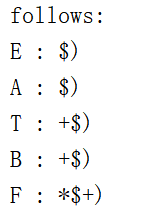 follows:
E : $)
A : $)
T : +$)
B : +$)
F : *$+)